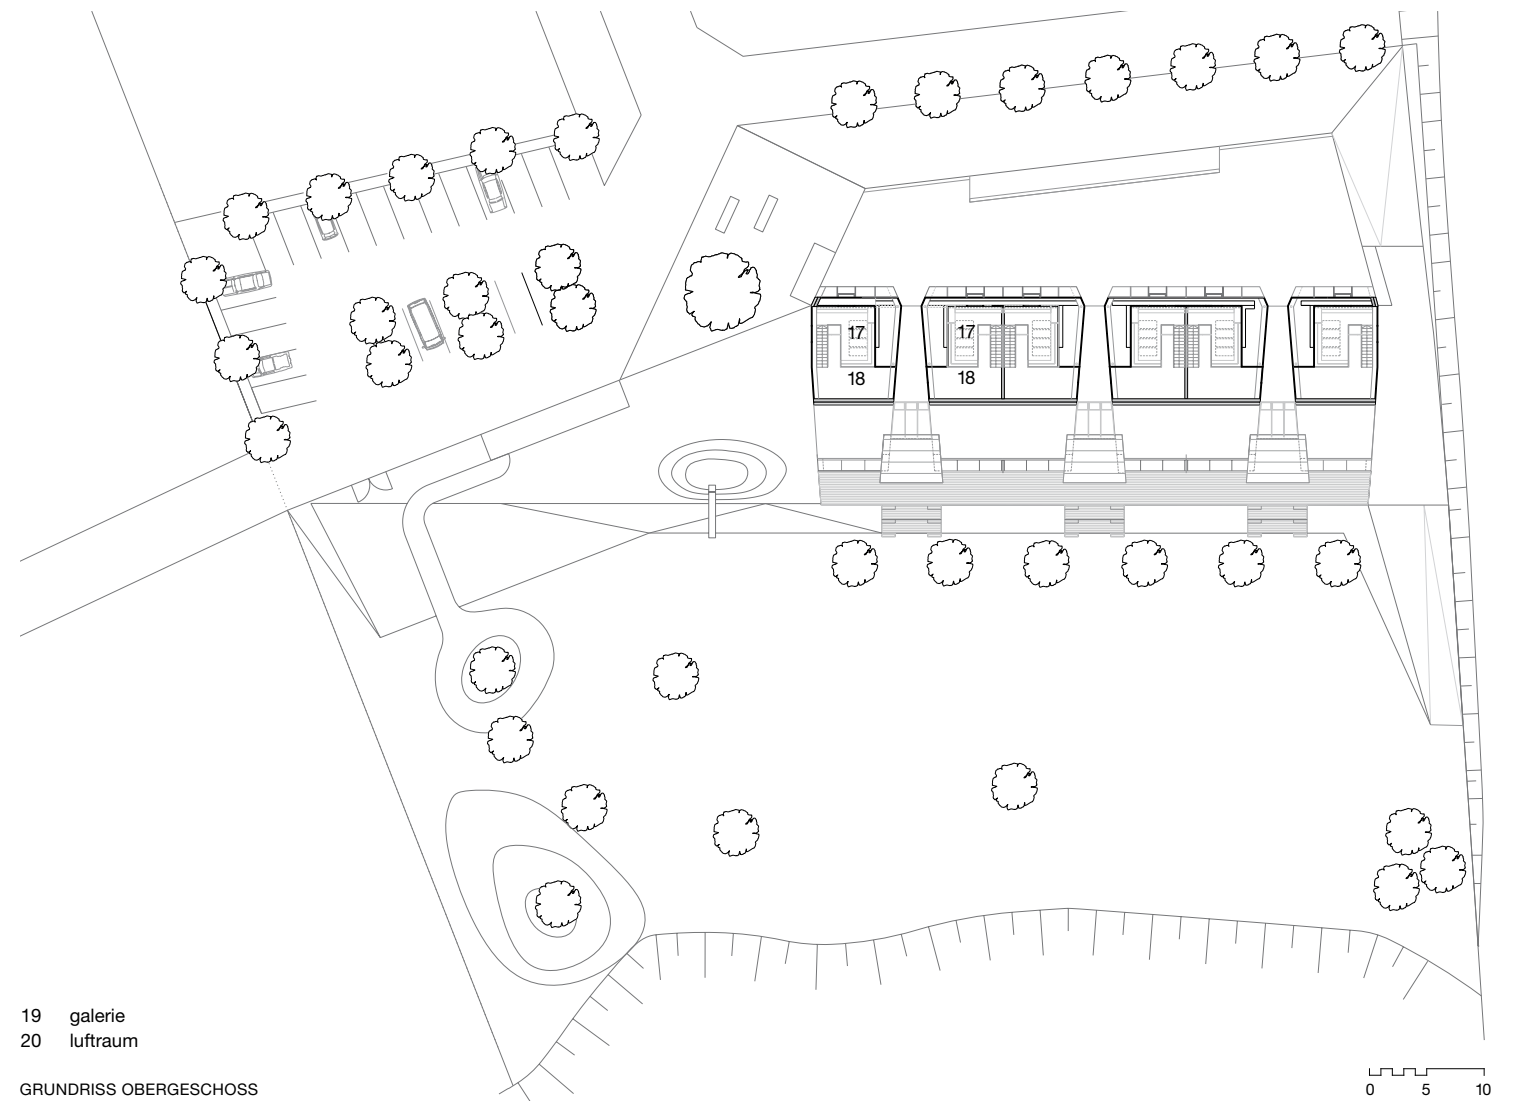 17 17
18 18
19 galerie
20 luftraum
GRUNDRISS OBERGESCHOSS
0 5 10